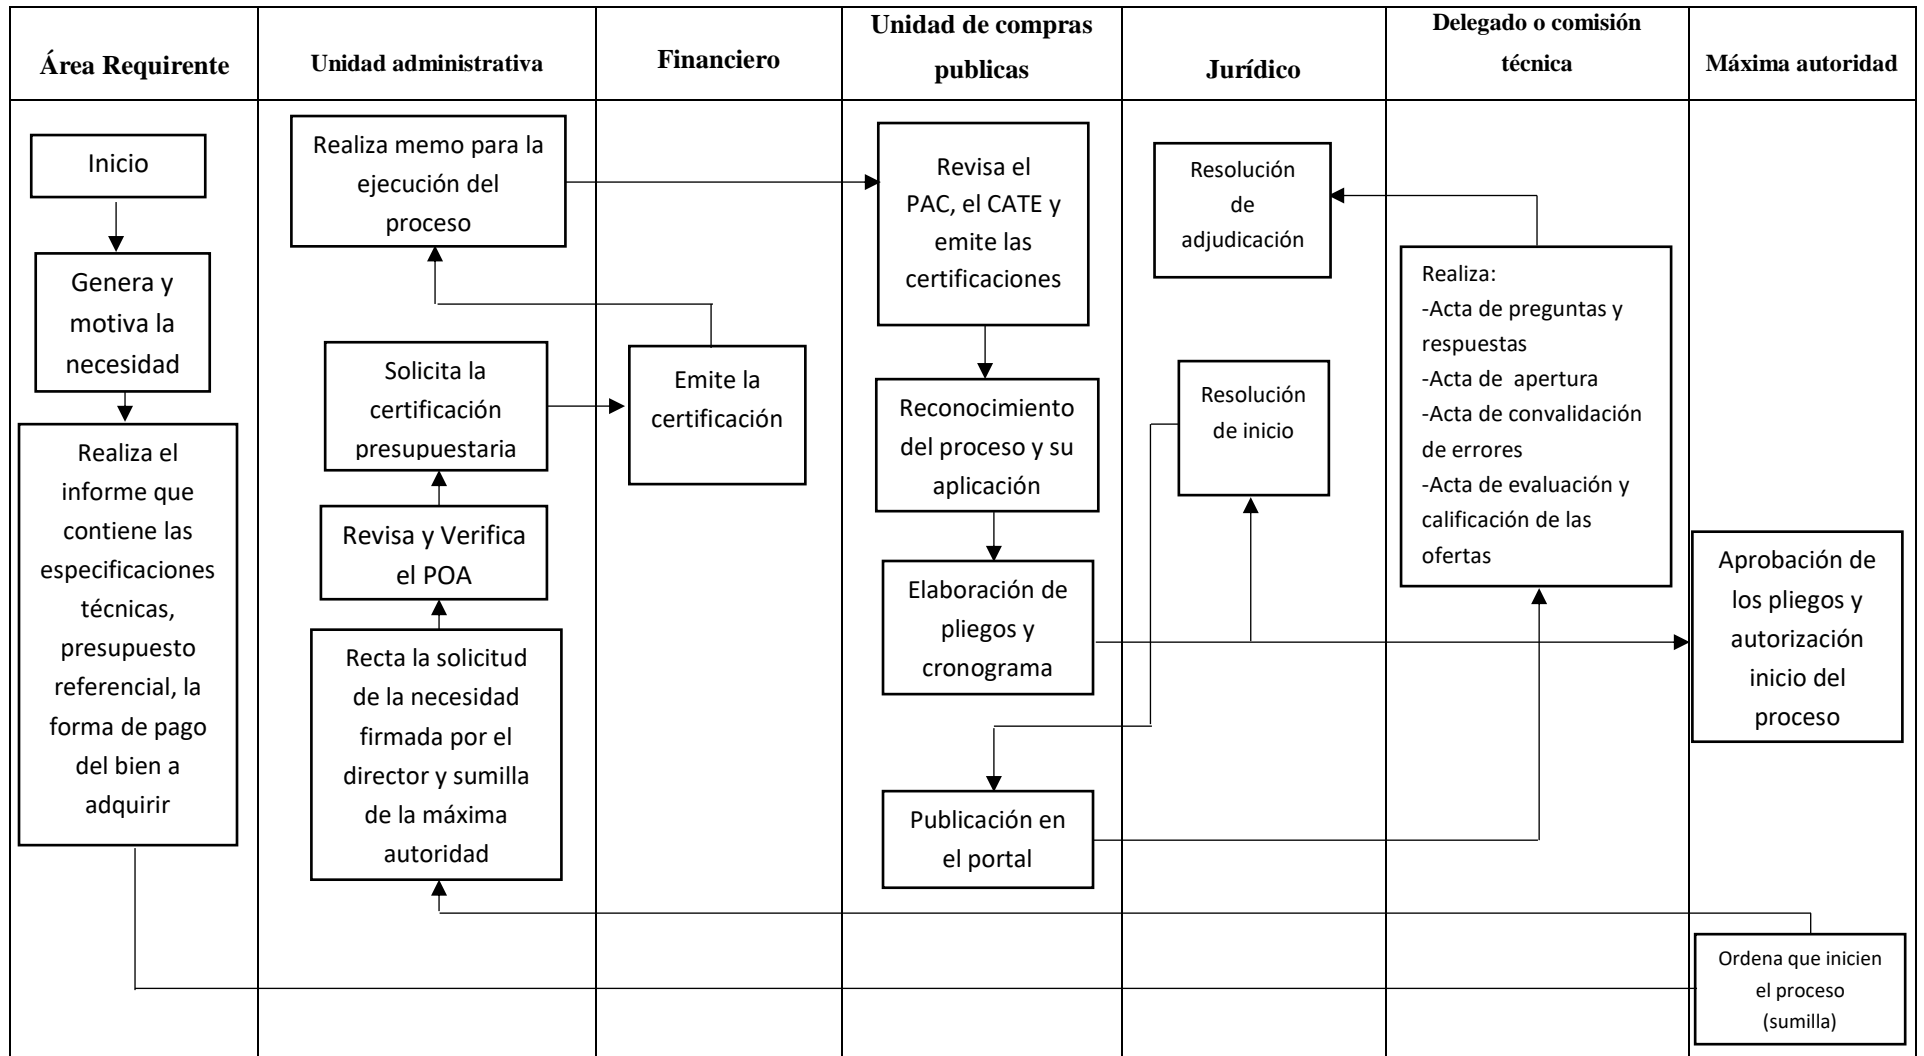 Área Requirente
Unidad administrativa
Financiero
Unidad de compras
publicas
Jurídico
Delegado o comisión
técnica
Máxima autoridad
Inicio
Genera y
motiva la
necesidad
Realiza el
informe que
contiene las
especificaciones
técnicas,
presupuesto
referencial, la
forma de pago
del bien a
adquirir
Realiza memo para la
ejecución del
proceso
Solicita la
certificación
presupuestaria
Revisa y Verifica
el POA
Recta la solicitud
de la necesidad
firmada por el
director y sumilla
de la máxima
autoridad
Emite la
certificación
Revisa el
PAC, el CATE y
emite las
certificaciones
Reconocimiento
del proceso y su
aplicación
Elaboración de
pliegos y
cronograma
Publicación en
el portal
Resolución
de
adjudicación
Resolución
de inicio
Realiza:
-Acta de preguntas y
respuestas
-Acta de  apertura
-Acta de convalidación
de errores
-Acta de evaluación y
calificación de las
ofertas
Aprobación de
los pliegos y
autorización
inicio del
proceso
Ordena que inicien
el proceso
(sumilla)